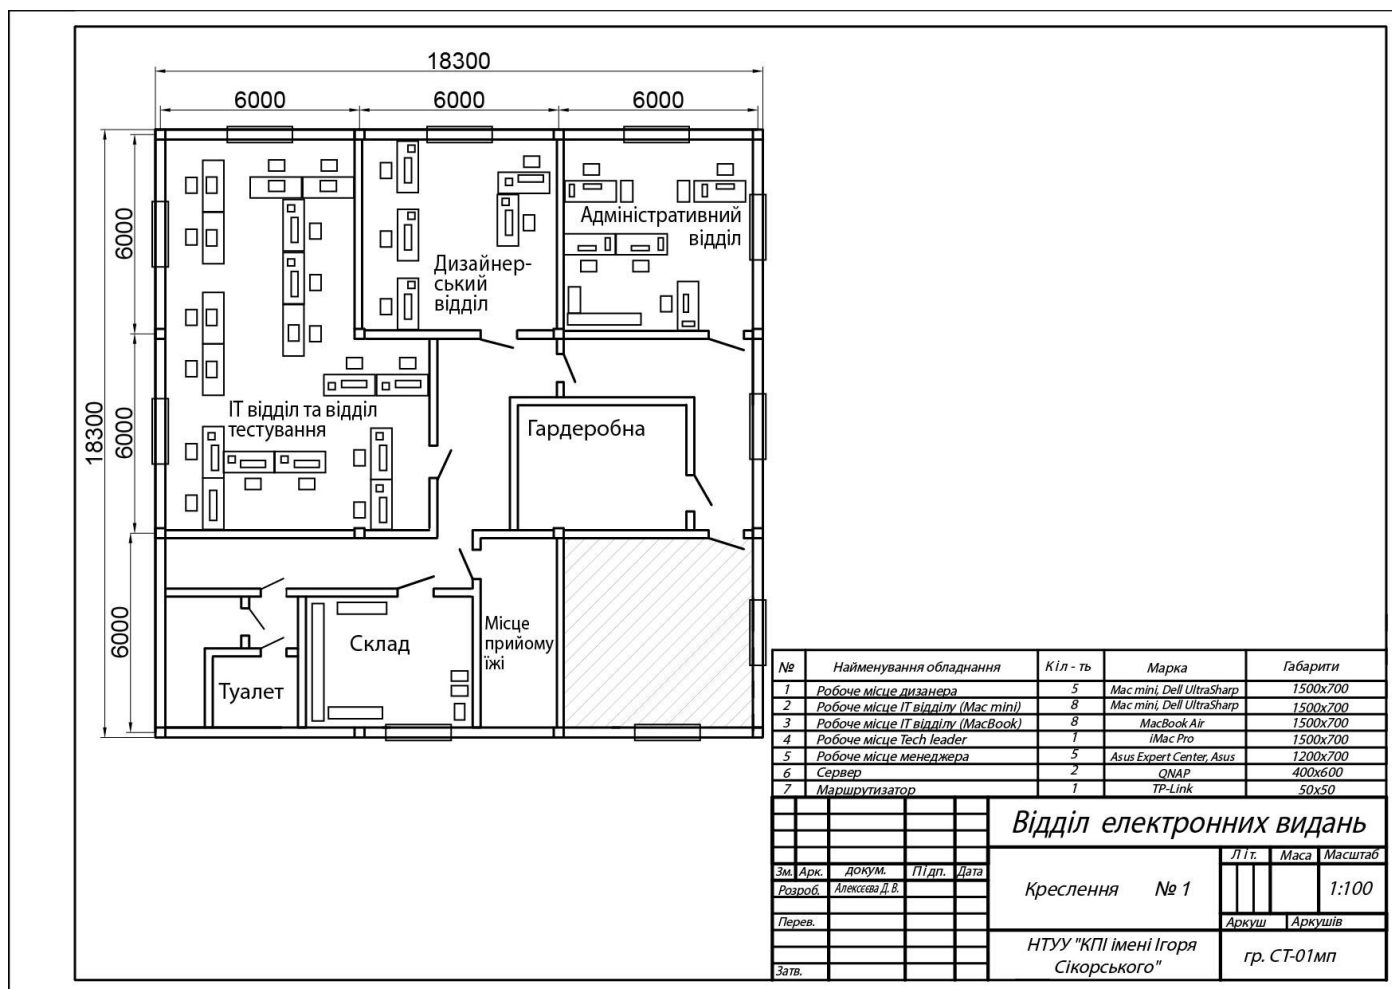 18300
6000 6000 6000
18300
6000
6000
6000
Дизайнер-
ський
відділ
Адміністративний
відділ
ІТ відділ та відділ
тестування
Гардеробна
Туалет
Склад
Місце
прийому
їжі
№ Найменування обладнання Кіл - ть Марка Габарити
1 Робоче місце дизанера 5 Mac mini, Dell UltraSharp 1500x700
2 Робоче місце ІТ відділу (Mac mini) 8 Mac mini, Dell UltraSharp 1500x700
3 Робоче місце ІТ відділу (MacBook) 8 MacBook Air 1500x700
4 Робоче місце Tech leader 1 iMac Pro 1500x700
5 Робоче місце менеджера 5 Asus Expert Center, Asus 1200x700
6 Сервер 2 QNAP 400x600
7 Маршрутизатор 1 TP-Link 50x50
Відділ електронних видань
Зм. Арк. докум. Підп. Дата
Розроб. Алексєєва Д. В.
Перев.
Затв.
Креслення № 1
Літ. Маса Масштаб
1:100
Аркуш Аркушів
НТУУ "КПІ імені Ігоря
Сікорського"
гр. СТ-01мп